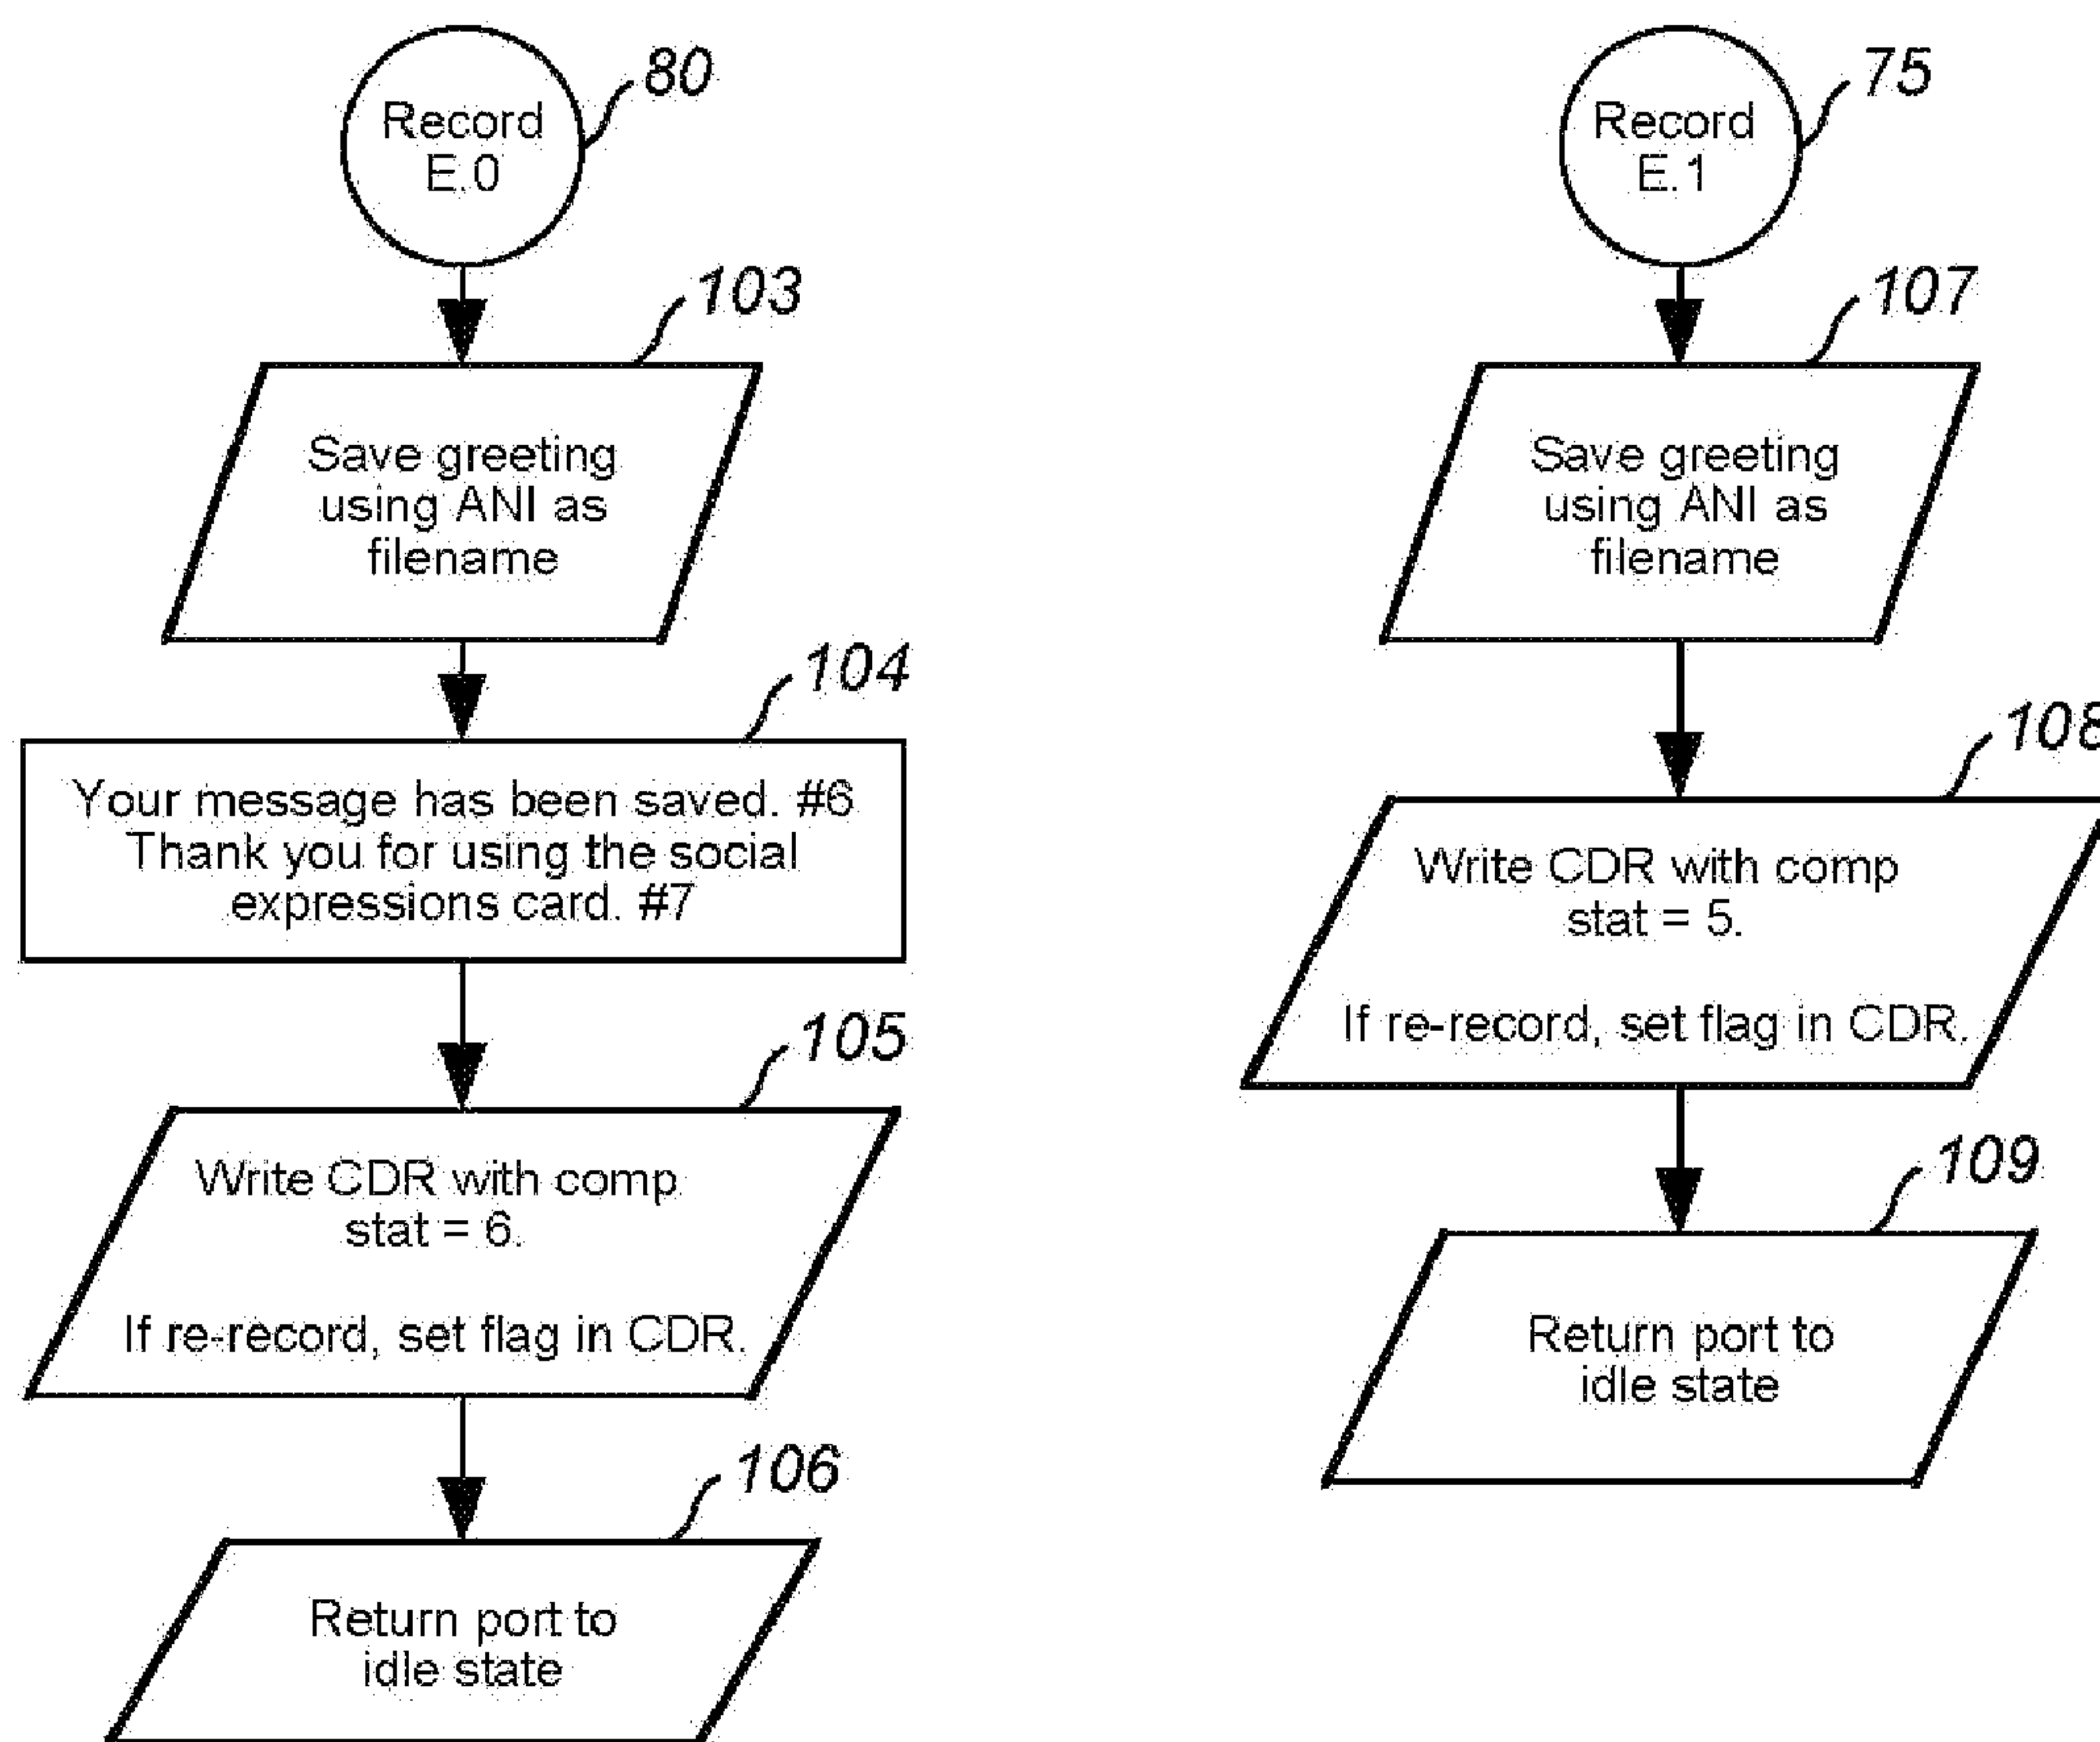 80
Record
E.0
103
Save greeting
using ANI as
filename
104
Your message has been saved. #6
Thank you for using the social
expressions card. #7
105
Write CDR with comp
stat = 6.
If re-record, set flag in CDR.
106
Return port to
idle state
75
Record
E.1
107
Save greeting
using ANI as
filename
108
Write CDR with comp
stat = 5.
If re-record, set flag in CDR.
109
Return port to
idle state